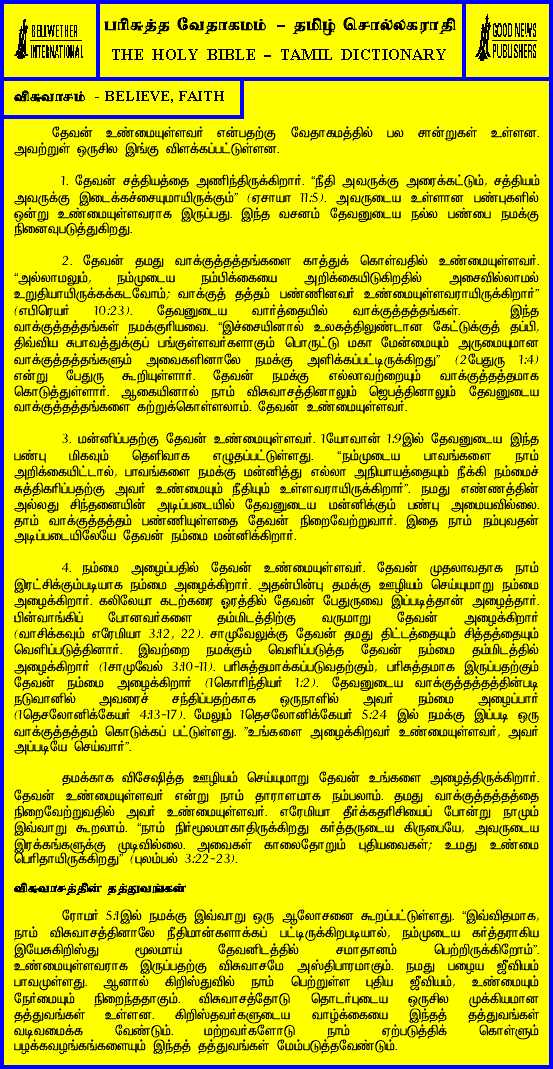 BELLWETHER
INTERNATIONAL
பரிசுத்த வேதாகமம் – தமிழ் சொல்லகராதி
THE HOLY BIBLE – TAMIL DICTIONARY
GOOD NEWS
PUBLISHERS
விசுவாசம் - BELIEVE, FAITH
தேவன் உண்மையுள்ளவர் என்பதற்கு வேதாகமத்தில் பல சான்றுகள் உள்ளன.
அவற்றுள் ஒருசில இங்கு விளக்கப்பட்டுள்ளன.
1. தேவன் சத்தியத்தை அணிந்திருக்கிறார். “நீதி அவருக்கு அரைக்கட்டும், சத்தியம்
அவருக்கு இடைக்கச்சையுமாயிருக்கும்” (ஏசாயா 11:5). அவருடைய உள்ளான பண்புகளில்
ஒன்று உண்மையுள்ளவராக இருப்பது. இந்த வசனம் தேவனுடைய நல்ல பண்பை நமக்கு
நினைவுபடுத்துகிறது.
2. தேவன் தமது வாக்குத்தத்தங்களை காத்துக் கொள்வதில் உண்மையுள்ளவர்.
“அல்லாமலும், நம்முடைய நம்பிக்கையை அறிக்கையிடுகிறதில் அசைவில்லாமல்
உறுதியாயிருக்கக்கடவோம்; வாக்குத் தத்தம் பண்ணினவர் உண்மையுள்ளவராயிருக்கிறார்”
(எபிரெயர் 10:23). தேவனுடைய வார்த்தையில் வாக்குத்தத்தங்கள். இந்த
வாக்குத்தத்தங்கள் நமக்குரியவை. “இச்சையினால் உலகத்திலுண்டான கேட்டுக்குத் தப்பி,
திவ்விய சுபாவத்துக்குப் பங்குள்ளவர்களாகும் பொருட்டு மகா மேன்மையும் அருமையுமான
வாக்குத்தத்தங்களும் அவைகளினாலே நமக்கு அளிக்கப்பட்டிருக்கிறது” (2பேதுரு 1:4)
என்று பேதுரு கூறியுள்ளார். தேவன் நமக்கு எல்லாவற்றையும் வாக்குத்தத்தமாக
கொடுத்துள்ளார். ஆகையினால் நாம் விசுவாசத்தினாலும் ஜெபத்தினாலும் தேவனுடைய
வாக்குத்தத்தங்களை கற்றுக்கொள்ளலாம். தேவன் உண்மையுள்ளவர்.
3. மன்னிப்பதற்கு தேவன் உண்மையுள்ளவர். 1யோவான் 1:9இல் தேவனுடைய இந்த
பண்பு மிகவும் தெளிவாக எழுதப்பட்டுள்ளது. “நம்முடைய பாவங்களை நாம்
அறிக்கையிட்டால், பாவங்களை நமக்கு மன்னித்து எல்லா அநியாயத்தையும் நீக்கி நம்மைச்
சுத்திகரிப்பதற்கு அவர் உண்மையும் நீதியும் உள்ளவராயிருக்கிறார்”. நமது எண்ணத்தின்
அல்லது சிந்தனையின் அடிப்படையில் தேவனுடைய மன்னிக்கும் பண்பு அமையவில்லை.
தாம் வாக்குத்தத்தம் பண்ணியுள்ளதை தேவன் நிறைவேற்றுவார். இதை நாம் நம்புவதன்
அடிப்படையிலேயே தேவன் நம்மை மன்னிக்கிறார்.
4. நம்மை அழைப்பதில் தேவன் உண்மையுள்ளவர். தேவன் முதலாவதாக நாம்
இரட்சிக்கும்படியாக நம்மை அழைக்கிறார். அதன்பின்பு தமக்கு ஊழியம் செய்யுமாறு நம்மை
அழைக்கிறார். கலிலேயா கடற்கரை ஓரத்தில் தேவன் பேதுருவை இப்படித்தான் அழைத்தார்.
பின்வாங்கிப் போனவர்களை தம்மிடத்திற்கு வருமாறு தேவன் அழைக்கிறார்
(வாசிக்கவும் எரேமியா 3:12, 22). சாமுவேலுக்கு தேவன் தமது திட்டத்தையும் சித்தத்தையும்
வெளிப்படுத்தினார். இவற்றை நமக்கும் வெளிப்படுத்த தேவன் நம்மை தம்மிடத்தில்
அழைக்கிறார் (1சாமுவேல் 3:10-11). பரிசுத்தமாக்கப்படுவதற்கும், பரிசுத்தமாக இருப்பதற்கும்
தேவன் நம்மை அழைக்கிறார் (1கொரிந்தியர் 1:2). தேவனுடைய வாக்குத்தத்தத்தின்படி
நடுவானில் அவரைச் சந்திப்பதற்காக ஒருநாளில் அவர் நம்மை அழைப்பார்
(1தெசலோனிக்கேயர் 4:13-17). மேலும் 1தெசலோனிக்கேயர் 5:24 இல் நமக்கு இப்படி ஒரு
வாக்குத்தத்தம் கொடுக்கப் பட்டுள்ளது. ”உங்களை அழைக்கிறவர் உண்மையுள்ளவர், அவர்
அப்படியே செய்வார்”.
தமக்காக விசேஷித்த ஊழியம் செய்யுமாறு தேவன் உங்களை அழைத்திருக்கிறார்.
தேவன் உண்மையுள்ளவர் என்று நாம் தாராளமாக நம்பலாம். தமது வாக்குத்தத்தத்தை
நிறைவேற்றுவதில் அவர் உண்மையுள்ளவர். எரேமியா தீர்க்கதரிசியைப் போன்று நாமும்
இவ்வாறு கூறலாம். “நாம் நிர்மூலமாகாதிருக்கிறது கர்த்தருடைய கிருபையே, அவருடைய
இரக்கங்களுக்கு முடிவில்லை. அவைகள் காலைதோறும் புதியவைகள்; உமது உண்மை
பெரிதாயிருக்கிறது” (புலம்பல் 3:22-23).
விசுவாசத்தின் தத்துவங்கள்
ரோமர் 5:1இல் நமக்கு இவ்வாறு ஒரு ஆலோசனை கூறப்பட்டுள்ளது. “இவ்விதமாக,
நாம் விசுவாசத்தினாலே நீதிமான்களாக்கப் பட்டிருக்கிறபடியால், நம்முடைய கர்த்தராகிய
இயேசுகிறிஸ்து மூலமாய் தேவனிடத்தில் சமாதானம் பெற்றிருக்கிறோம்”.
உண்மையுள்ளவராக இருப்பதற்கு விசுவாசமே அஸ்திபாரமாகும். நமது பழைய ஜீவியம்
பாவமுள்ளது. ஆனால் கிறிஸ்துவில் நாம் பெற்றுள்ள புதிய ஜீவியம், உண்மையும்
நேர்மையும் நிறைந்ததாகும். விசுவாசத்தோடு தொடர்புடைய ஒருசில முக்கியமான
தத்துவங்கள் உள்ளன. கிறிஸ்தவர்களுடைய வாழ்க்கையை இந்தத் தத்துவங்கள்
வடிவமைக்க வேண்டும். மற்றவர்களோடு நாம் ஏற்படுத்திக் கொள்ளும்
பழக்கவழங்கங்களையும் இந்தத் தத்துவங்கள் மேம்படுத்தவேண்டும்.